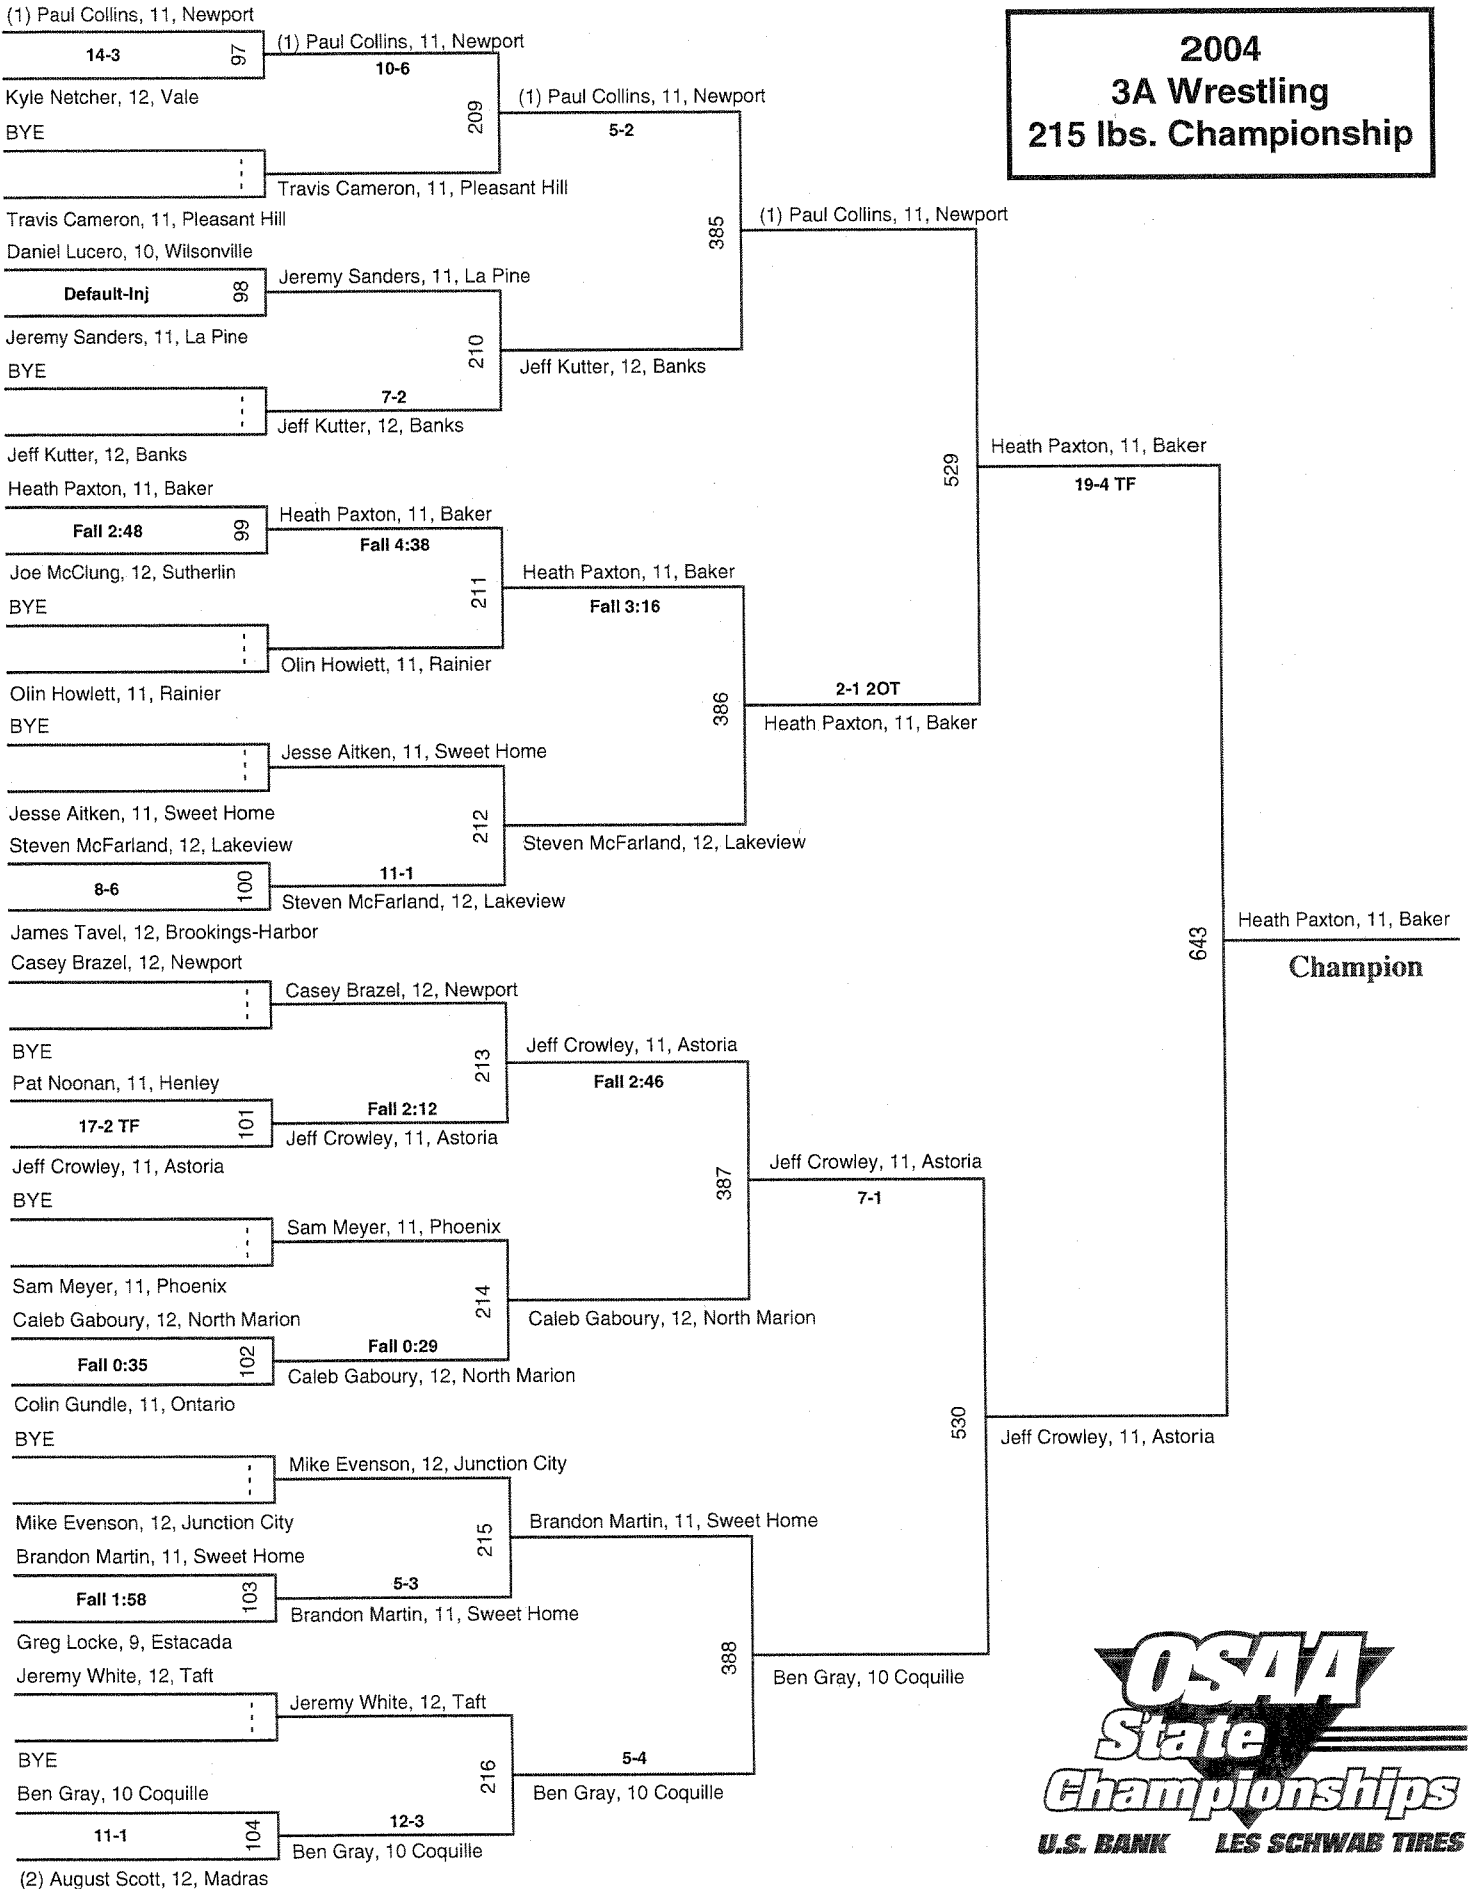 (1) Paul Collins, 11, Newport
14-3
97
Kyle Netcher, 12, Vale
BYE
Travis Cameron, 11, Pleasant Hill
Daniel Lucero, 10, Wilsonville
Default-Inj
98
Jeremy Sanders, 11, La Pine
BYE
Jeff Kutter, 12, Banks
Heath Paxton, 11, Baker
Fall 2:48
99
Joe McClung, 12, Sutherlin
BYE
Olin Howlett, 11, Rainier
BYE
Jesse Aitken, 11, Sweet Home
Steven McFarland, 12, Lakeview
8-6
100
James Tavel, 12, Brookings-Harbor
Casey Brazel, 12, Newport
BYE
Pat Noonan, 11, Henley
17-2 TF
101
Jeff Crowley, 11, Astoria
BYE
Sam Meyer, 11, Phoenix
Caleb Gaboury, 12, North Marion
Fall 0:35
102
Colin Gundle, 11, Ontario
BYE
Mike Evenson, 12, Junction City
Brandon Martin, 11, Sweet Home
Fall 1:58
103
Greg Locke, 9, Estacada
Jeremy White, 12, Taft
BYE
Ben Gray, 10 Coquille
11-1
104
(2) August Scott, 12, Madras
(1) Paul Collins, 11, Newport
10-6
209
Travis Cameron, 11, Pleasant Hill
Jeremy Sanders, 11, La Pine
210
7-2
Jeff Kutter, 12, Banks
Heath Paxton, 11, Baker
Fall 4:38
211
Olin Howlett, 11, Rainier
Jesse Aitken, 11, Sweet Home
212
11-1
Steven McFarland, 12, Lakeview
Casey Brazel, 12, Newport
213
Fall 2:12
Jeff Crowley, 11, Astoria
Sam Meyer, 11, Phoenix
214
Fall 0:29
Caleb Gaboury, 12, North Marion
Mike Evenson, 12, Junction City
215
5-3
Brandon Martin, 11, Sweet Home
Jeremy White, 12, Taft
216
12-3
Ben Gray, 10 Coquille
(1) Paul Collins, 11, Newport
5-2
385
Jeff Kutter, 12, Banks
Heath Paxton, 11, Baker
Fall 3:16
386
Steven McFarland, 12, Lakeview
Jeff Crowley, 11, Astoria
Fall 2:46
387
Caleb Gaboury, 12, North Marion
Brandon Martin, 11, Sweet Home
388
5-4
Ben Gray, 10 Coquille
(1) Paul Collins, 11, Newport
529
2-1 2OT
Heath Paxton, 11, Baker
Jeff Crowley, 11, Astoria
7-1
530
Ben Gray, 10 Coquille
Heath Paxton, 11, Baker
19-4 TF
643
Jeff Crowley, 11, Astoria
Heath Paxton, 11, Baker
Champion
2004
3A Wrestling
215 lbs. Championship
OSAA
State
Championships
U.S. BANK LES SCHWAB TIRES